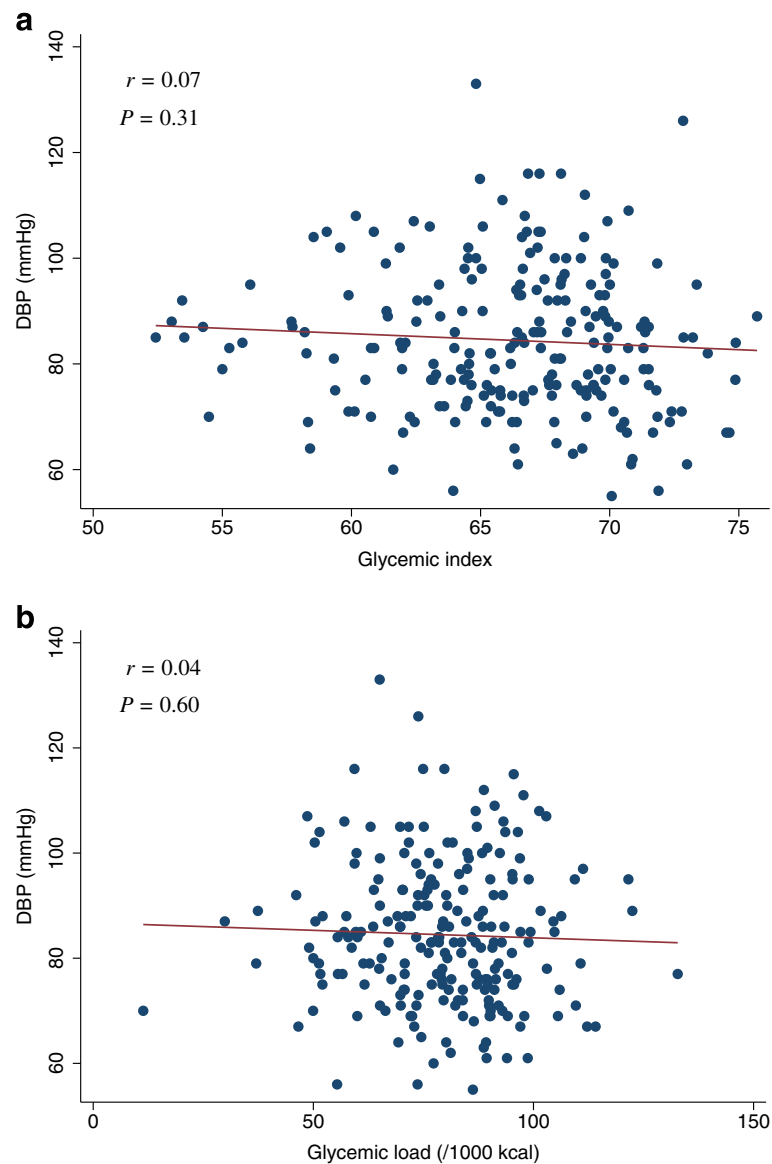 a
r = 0.07
P = 0.31
140
120
100
80
60
DBP (mmHg)
50 55 60 65 70 75
Glycemic index
b
r = 0.04
P = 0.60
140
120
100
80
60
DBP (mmHg)
0 50 100 150
Glycemic load (/1000 kcal)